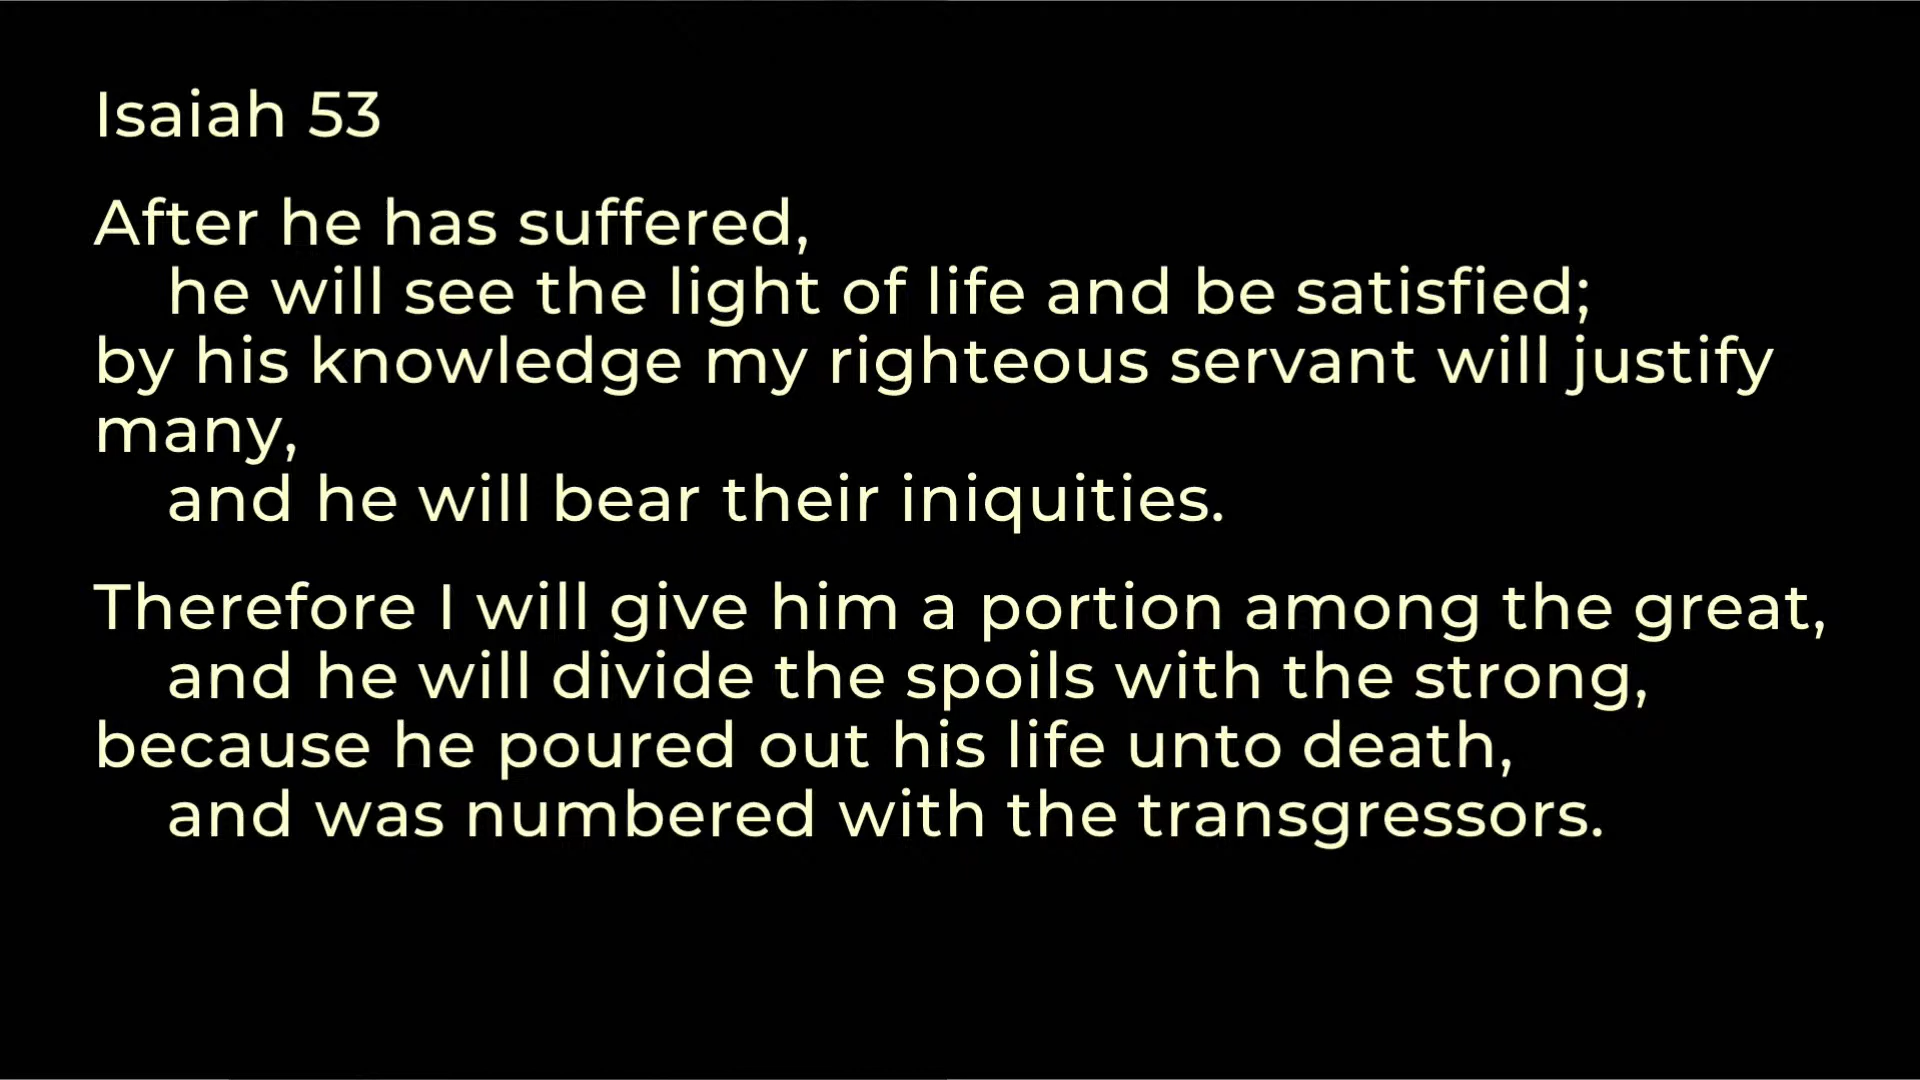 Isaiah 53
After he has suffered,
he will see the light of life and be satisfied;
by his knowledge my righteous servant will justify
many,
and he will bear their iniquities.
Therefore I will give him a portion among the great,
and he will divide the spoils with the strong,
because he poured out his life unto death,
and was numbered with the transgressors.